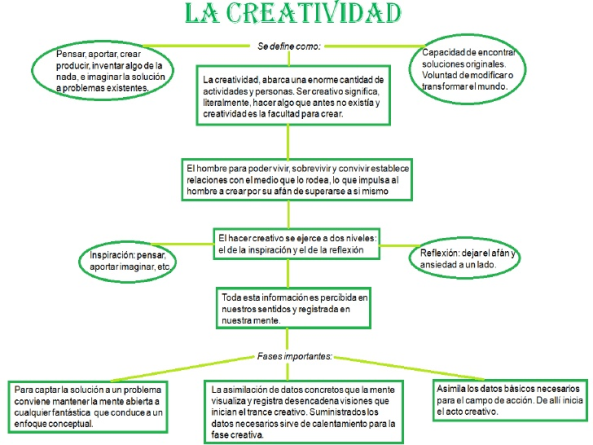 LA CREATIVIDAD
Se define como:
Pensar, aportar, crear
producir, inventar algo de la
nada, e imaginar la solución
a problemas existentes.
Capacidad de encontrar
soluciones originales.
Voluntad de modificar o
transformar el mundo.
La creatividad, abarca una enorme cantidad de
actividades y personas. Ser creativo significa,
literalmente, hacer algo que antes no existía y
creatividad es la facultad para crear.
El hombre para poder vivir, sobrevivir y convivir establece
relaciones con el medio que lo rodea, lo que impulsa al
hombre a crear por su afán de superarse a si mismo
El hacer creativo se ejerce a dos niveles:
el de la inspiración y el de la reflexión
Inspiración: pensar,
aportar imaginar, etc
Reflexión: dejar el afán y
ansiedad a un lado.
Toda esta información es percibida en
nuestros sentidos y registrada en
nuestra mente.
Fases importantes:
Para captar la solución a un problema
conviene mantener la mente abierta a
cualquier fantástica que conduce a un
enfoque conceptual.
La asimilación de datos concretos que la mente
visualiza y registra desencadena visiones que
inician el trance creativo. Suministrados los
datos necesarios sirve de calentamiento para la
fase creativa.
Asimila los datos básicos necesarios
para el campo de acción. De allí inicia
el acto creativo.